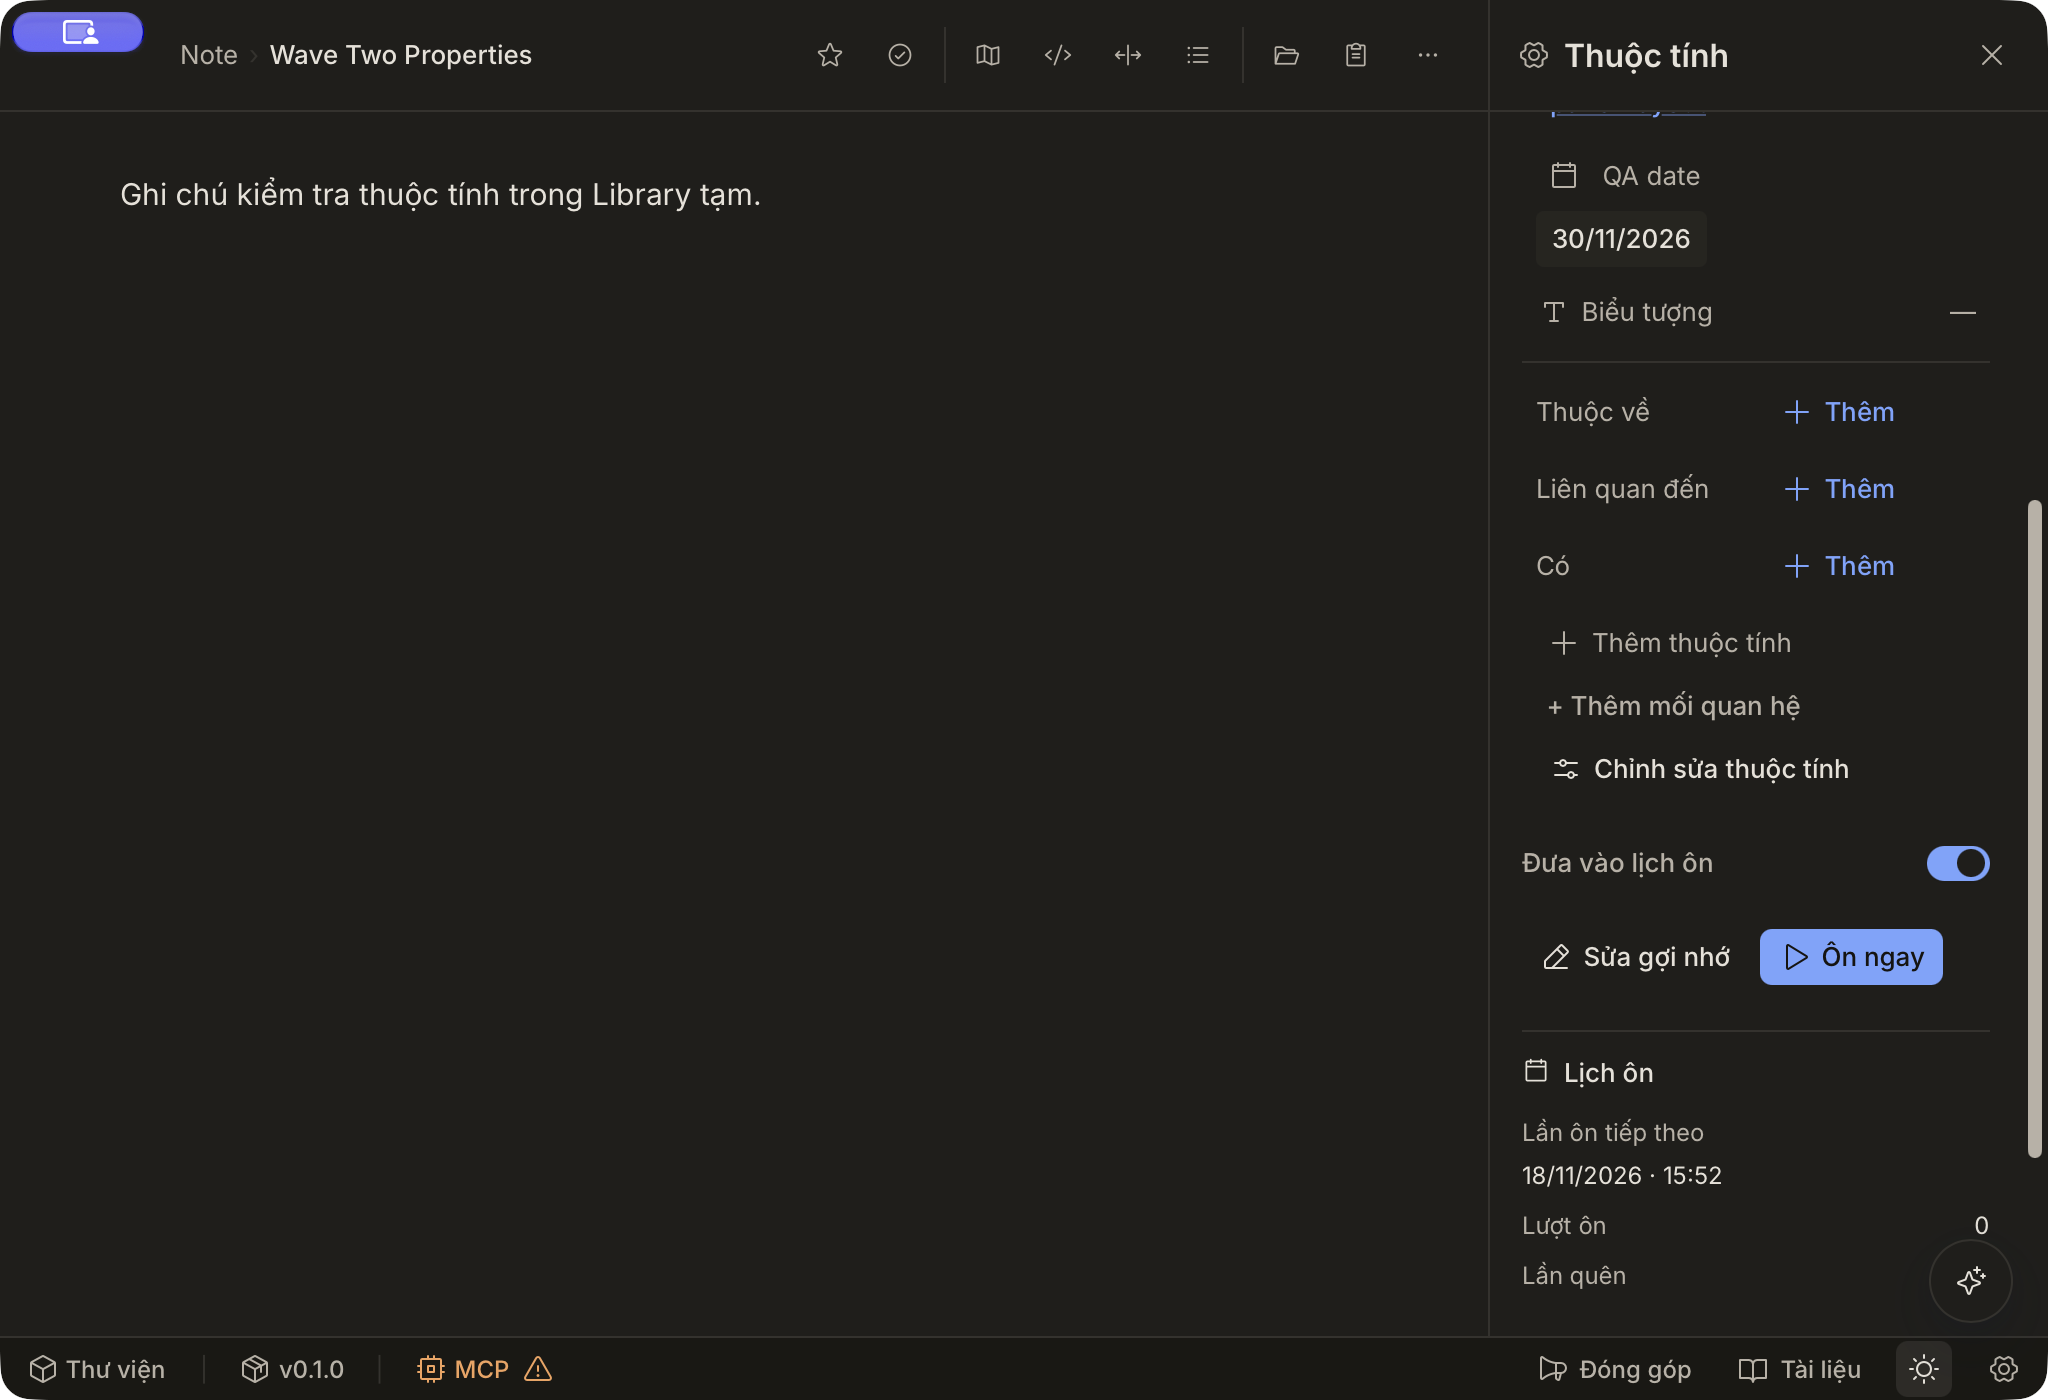 Note › Wave Two Properties
Thuộc tính
Ghi chú kiểm tra thuộc tính trong Library tạm.
QA date
30/11/2026
Biểu tượng —
Thuộc về + Thêm
Liên quan đến + Thêm
Có + Thêm
+ Thêm thuộc tính
+ Thêm mối quan hệ
Chỉnh sửa thuộc tính
Đưa vào lịch ôn
Sửa gợi nhớ
Ôn ngay
Lịch ôn
Lần ôn tiếp theo
18/11/2026 · 15:52
Lượt ôn 0
Lần quên
Thư viện
v0.1.0
MCP
Đóng góp
Tài liệu